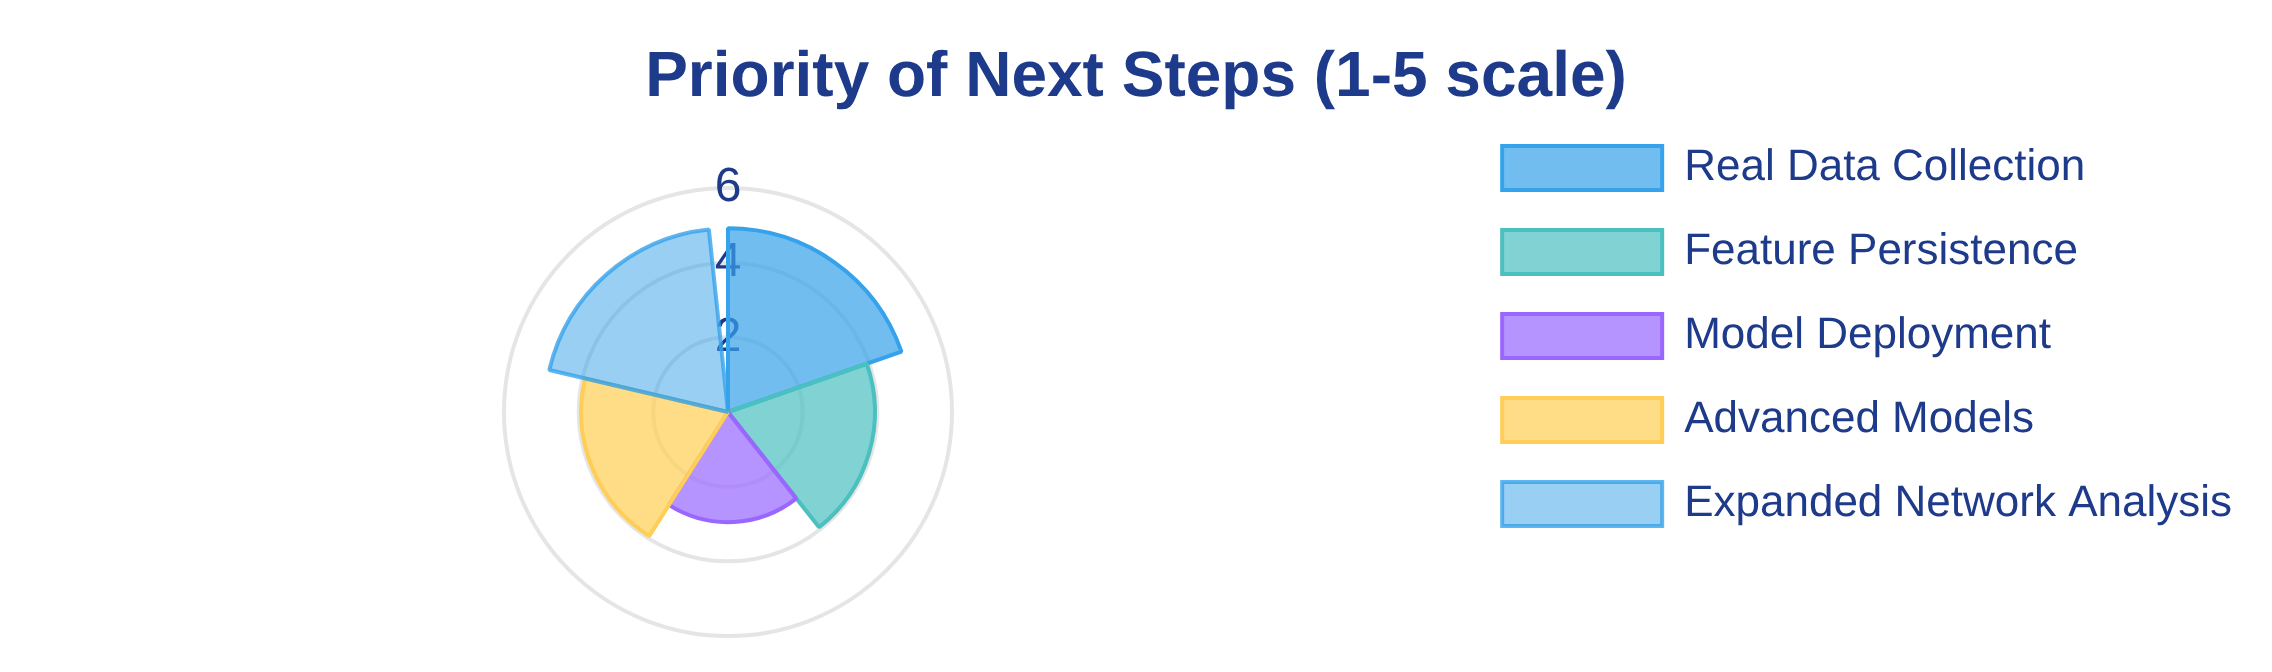 Priority of Next Steps (1-5 scale)
6
4
2
Real Data Collection
Feature Persistence
Model Deployment
Advanced Models
Expanded Network Analysis